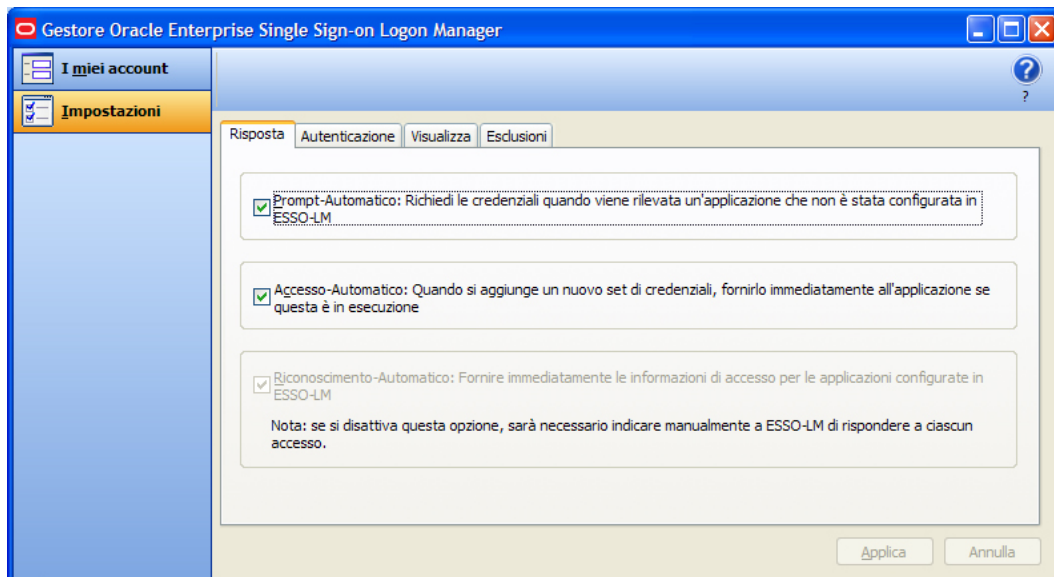 Gestore Oracle Enterprise Single Sign-on Logon Manager
I miei account
Impostazioni
?
?
Risposta
Autenticazione
Visualizza
Esclusioni
Prompt-Automatico: Richiedi le credenziali quando viene rilevata un'applicazione che non è stata configurata in
ESSO-LM
Accesso-Automatico: Quando si aggiunge un nuovo set di credenziali, fornirlo immediatamente all'applicazione se
questa è in esecuzione
Riconoscimento-Automatico: Fornire immediatamente le informazioni di accesso per le applicazioni configurate in
ESSO-LM
Nota: se si disattiva questa opzione, sarà necessario indicare manualmente a ESSO-LM di rispondere a ciascun
accesso.
Applica
Annulla